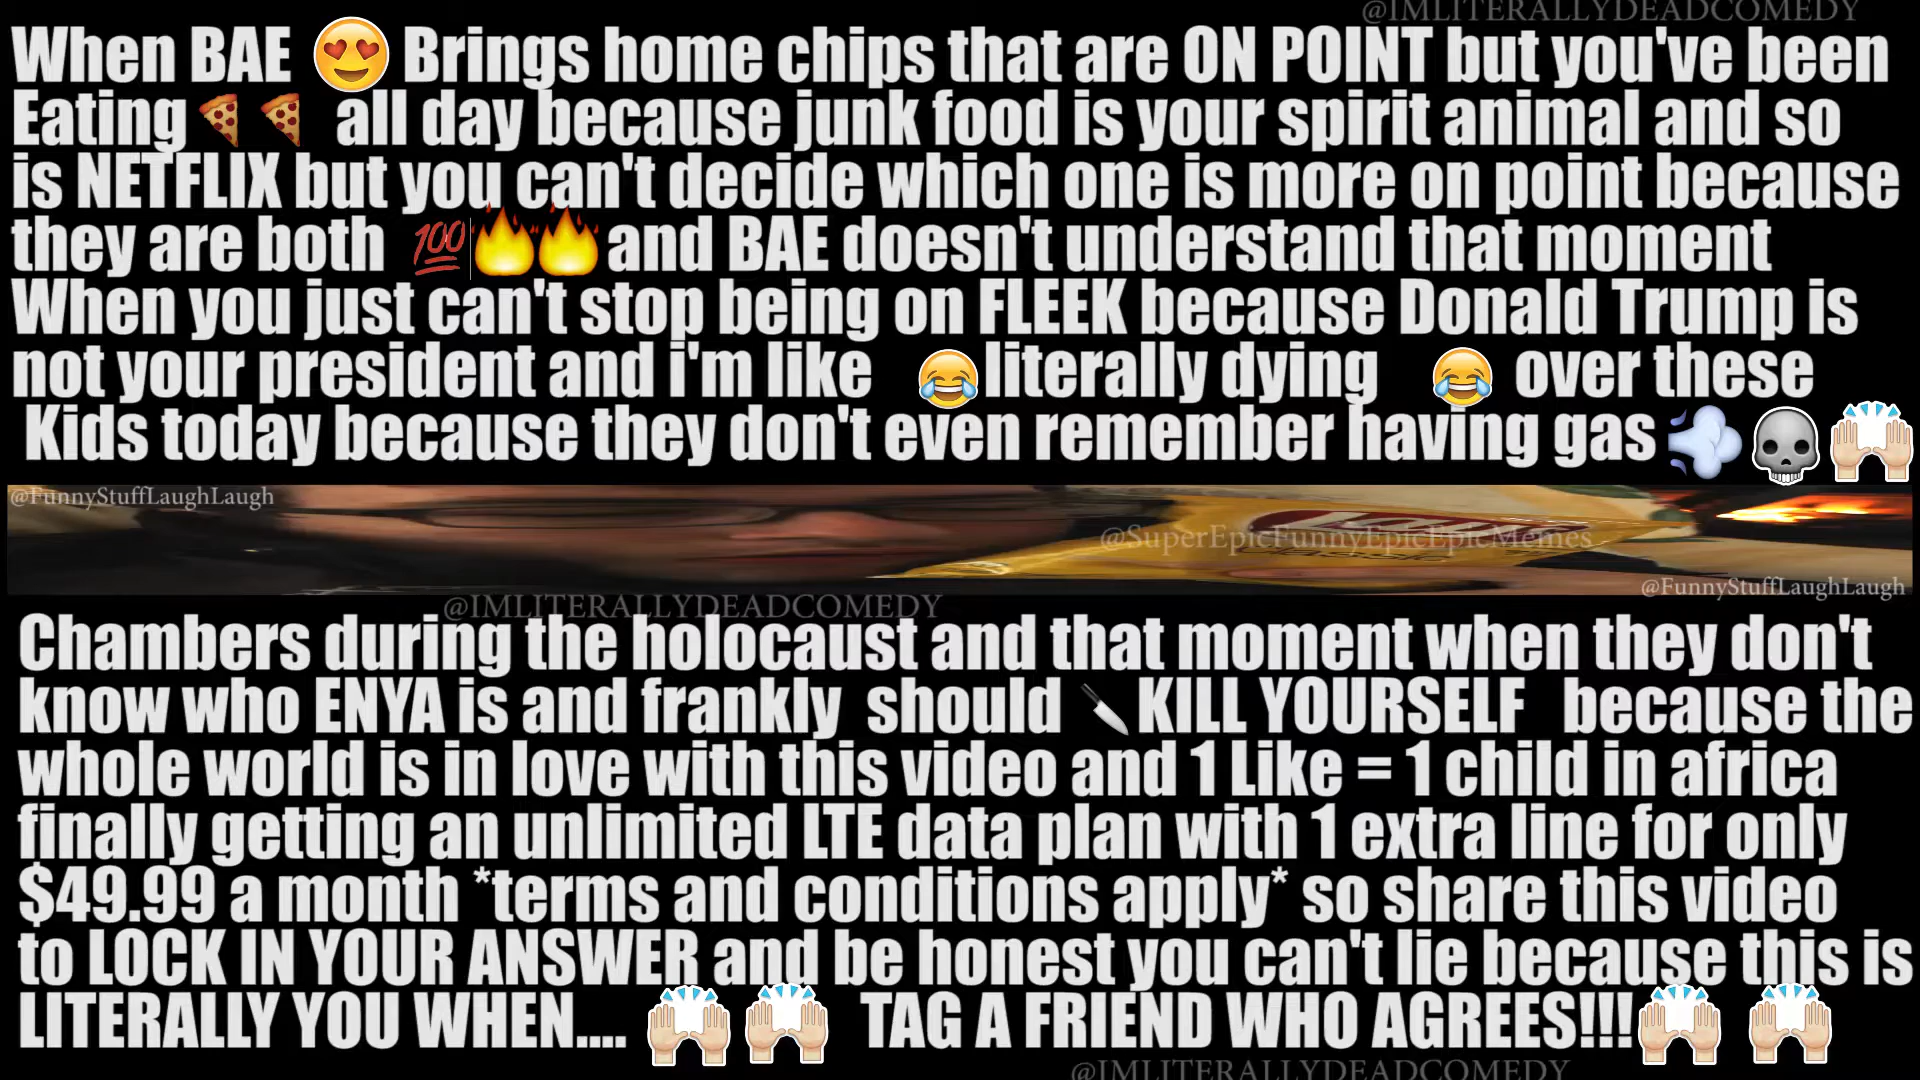 @IMLITERALLYDEADCOMEDY
When BAE 😍 Brings home chips that are ON POINT but you've been
Eating 🍕 🍕 all day because junk food is your spirit animal and so
is NETFLIX but you can't decide which one is more on point because
they are both 💯🔥🔥 and BAE doesn't understand that moment
When you just can't stop being on FLEEK because Donald Trump is
not your president and i'm like 😂 literally dying 😂 over these
Kids today because they don't even remember having gas 💨 💀 🙌🏻
@FunnyStuffLaughLaugh
@SuperEpicFunnyEpicEpicMemes
@FunnyStuffLaughLaugh
@IMLITERALLYDEADCOMEDY
Chambers during the holocaust and that moment when they don't
know who ENYA is and frankly should 🔪 KILL YOURSELF because the
whole world is in love with this video and 1 Like = 1 child in africa
finally getting an unlimited LTE data plan with 1 extra line for only
$49.99 a month *terms and conditions apply* so share this video
to LOCK IN YOUR ANSWER and be honest you can't lie because this is
LITERALLY YOU WHEN.... 🙌🏻 🙌🏻 TAG A FRIEND WHO AGREES!!! 🙌🏻 🙌🏻
@IMLITERALLYDEADCOMEDY